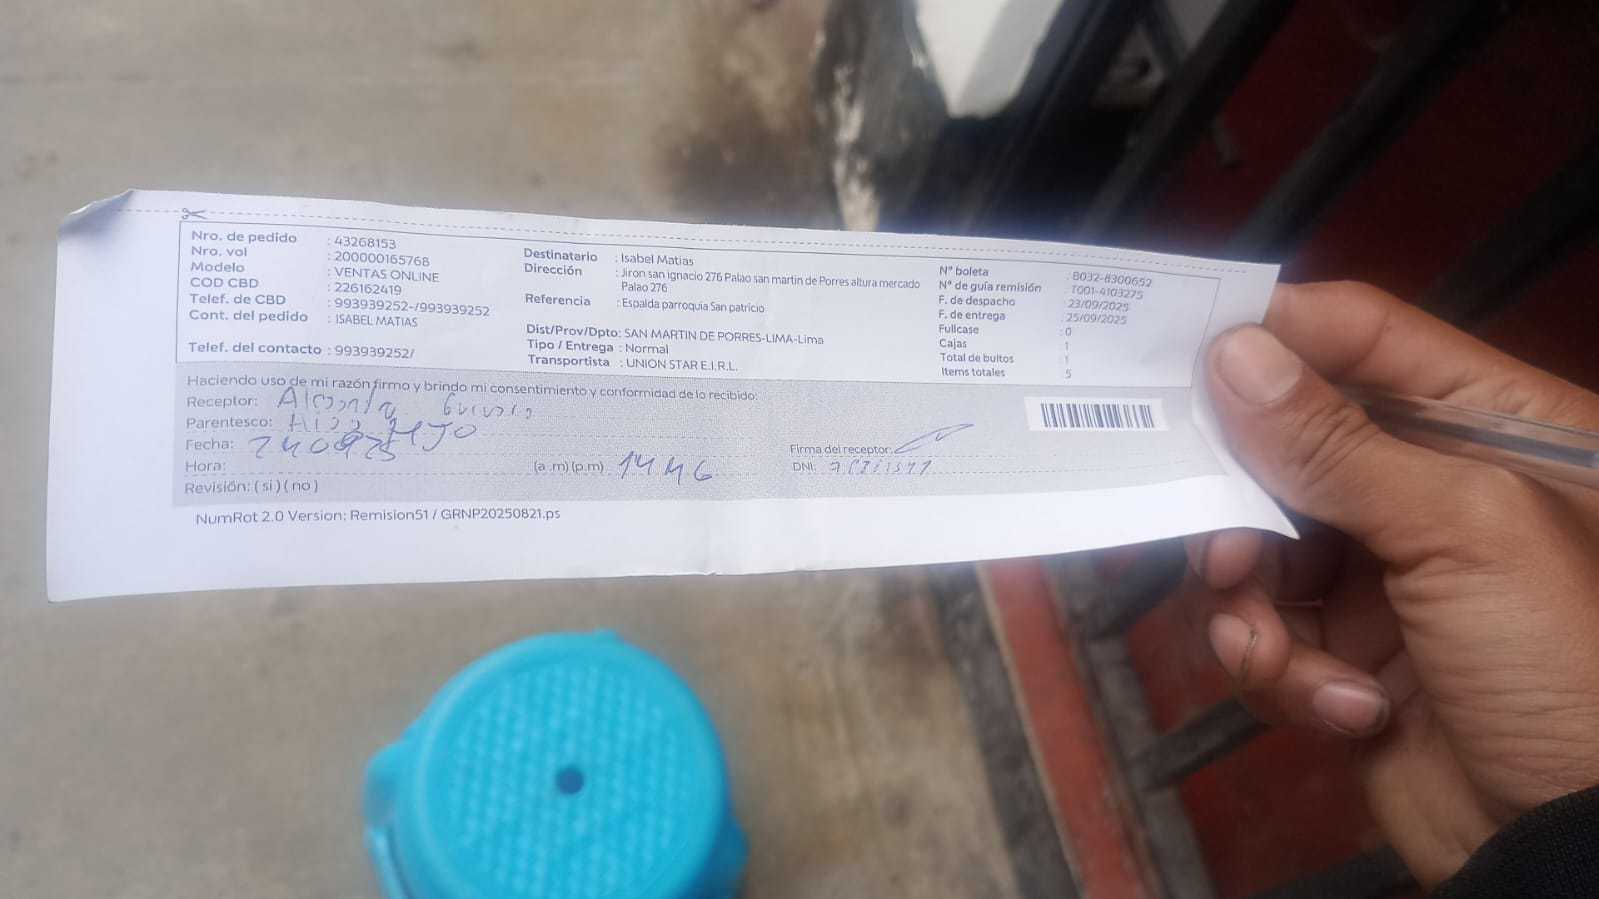 Nro. de pedido : 43268153
Nro. vol : 200000165768
Modelo : VENTAS ONLINE
COD CBD : 226162419
Telef. de CBD : 993939252-/993939252
Cont. del pedido : ISABEL MATIAS
Telef. del contacto : 993939252/
Destinatario : Isabel Matias
Dirección : Jiron san ignacio 276 Palao san martin de Porres altura mercado
Palao 276
Referencia : Espalda parroquia San patricio
Dist/Prov/Dpto: SAN MARTIN DE PORRES-LIMA-Lima
Tipo / Entrega : Normal
Transportista : UNION STAR E.I.R.L.
N° boleta : B032-8300652
N° de guía remisión : T001-4103275
F. de despacho : 23/09/2025
F. de entrega : 25/09/2025
Fullcase : 0
Cajas : 1
Total de bultos : 1
Items totales : 5
Haciendo uso de mi razón firmo y brindo mi consentimiento y conformidad de lo recibido:
Receptor:
Parentesco: HIJO
Fecha: 240925
Hora: (a.m)(p.m) 1446
Revisión: ( si ) ( no )
Firma del receptor:
DNI:
NumRot 2.0 Version: Remision51 / GRNP20250821.ps